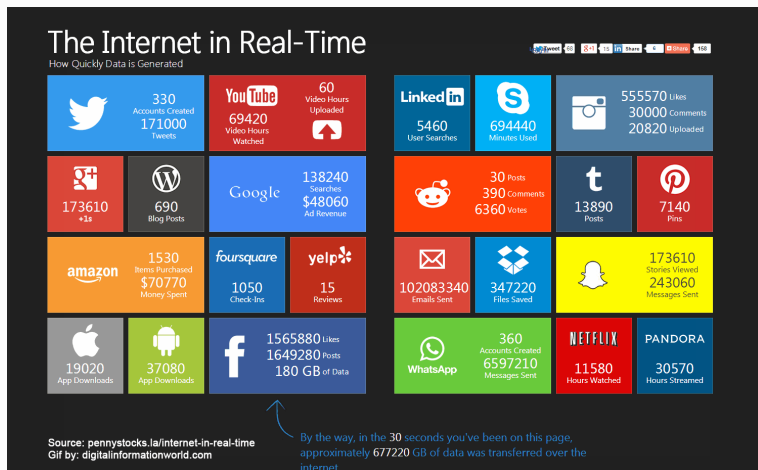 The Internet in Real-Time
How Quickly Data is Generated
Tweet 65
+1 15
Share 6
Share 158
330
Accounts Created
171000
Tweets
YouTube
69420
Video Hours
Watched
60
Video Hours
Uploaded
LinkedIn
5460
User Searches
S
694440
Minutes Used
555570 Likes
30000 Comments
20820 Uploaded
g+1
173610
+1s
W
690
Blog Posts
Google
138240
Searches
$48060
Ad Revenue
30 Posts
390 Comments
6360 Votes
t
13890
Posts
7140
Pins
amazon
1530
Items Purchased
$70770
Money Spent
foursquare
1050
Check-Ins
yelp
15
Reviews
102083340
Emails Sent
347220
Files Saved
173610
Stories Viewed
243060
Messages Sent
19020
App Downloads
37080
App Downloads
f
1565880 Likes
1649280 Posts
180 GB of Data
WhatsApp
360
Accounts Created
6597210
Messages Sent
NETFLIX
11580
Hours Watched
PANDORA
30570
Hours Streamed
Source: pennystocks.la/internet-in-real-time
Gif by: digitalinformationworld.com
By the way, in the 30 seconds you've been on this page,
approximately 677220 GB of data was transferred over the
internet